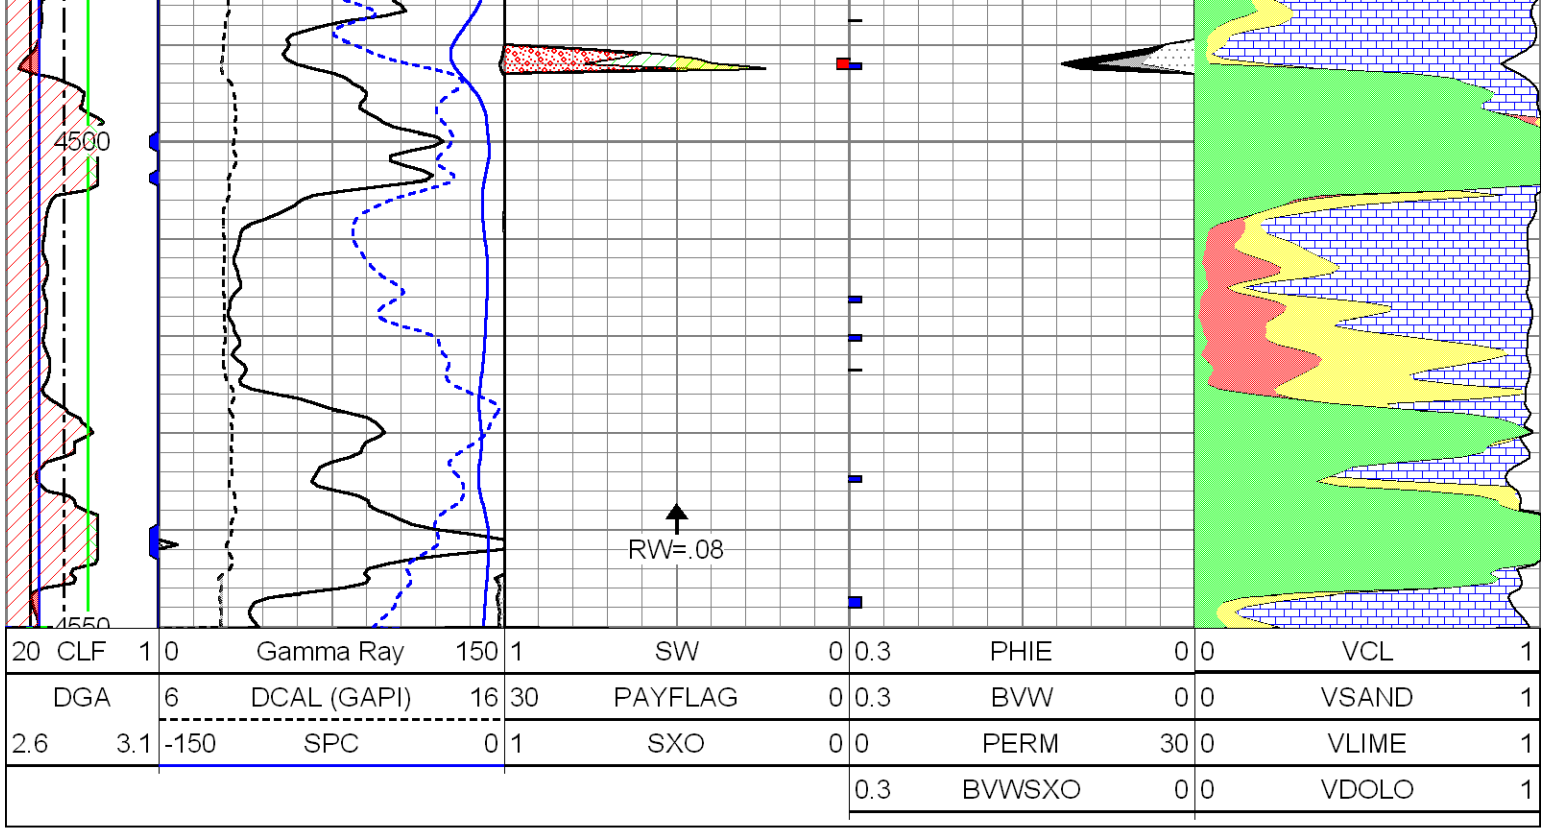 4500
RW=.08
4550
20 CLF 1 0 Gamma Ray 150 1 SW 0 0.3 PHIE 0 0 VCL 1
DGA 6 DCAL (GAPI) 16 30 PAYFLAG 0 0.3 BVW 0 0 VSAND 1
2.6 3.1 -150 SPC 0 1 SXO 0 0 PERM 30 0 VLIME 1
0.3 BVWSXO 0 0 VDOLO 1